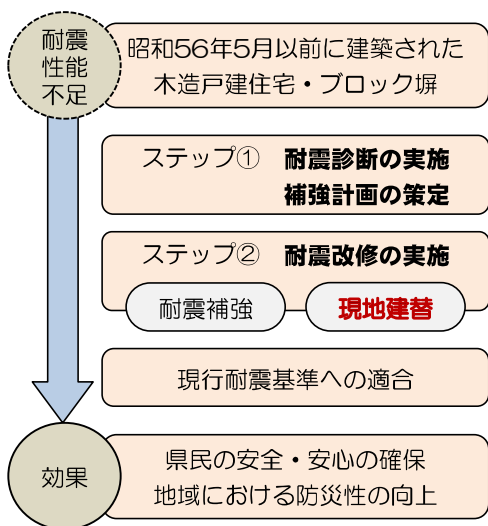 耐震
性能
不足
昭和56年5月以前に建築された
木造戸建住宅・ブロック塀
ステップ① 耐震診断の実施
補強計画の策定
ステップ② 耐震改修の実施
耐震補強
現地建替
現行耐震基準への適合
効果
県民の安全・安心の確保
地域における防災性の向上